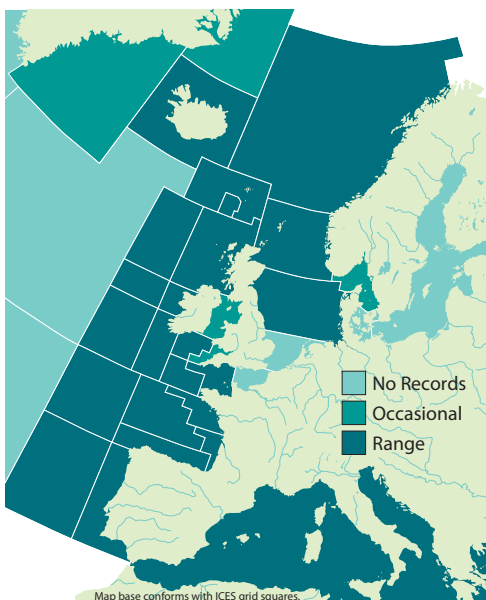 No Records
Occasional
Range
Map base conforms with ICES grid squares.